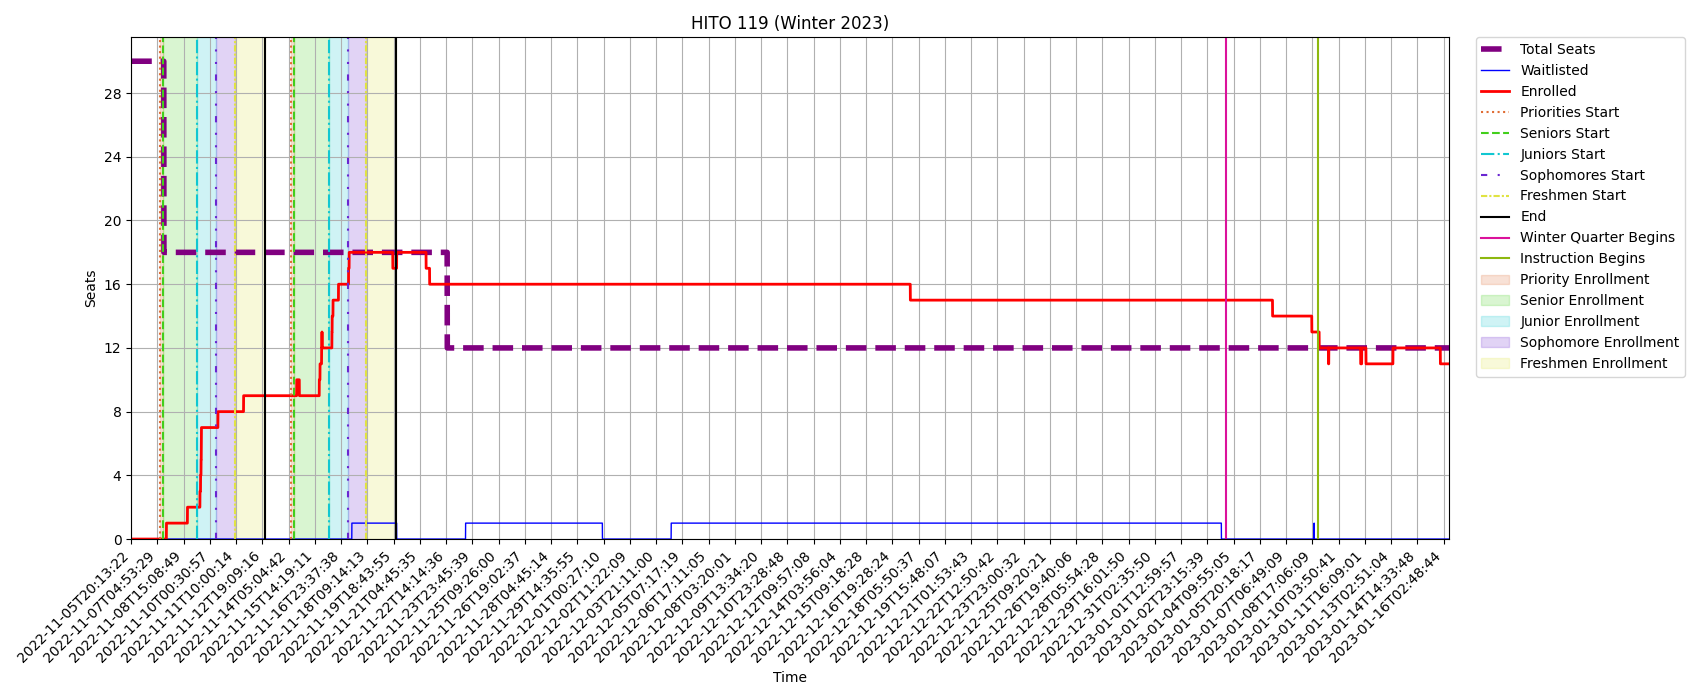 HITO 119 (Winter 2023)
Seats
28
24
20
16
12
8
4
0
2022-11-05T20:13:22
2022-11-07T04:53:29
2022-11-08T15:08:49
2022-11-10T00:30:57
2022-11-11T10:00:14
2022-11-12T19:09:16
2022-11-14T05:04:42
2022-11-15T14:19:11
2022-11-16T23:37:38
2022-11-18T09:14:13
2022-11-19T18:43:55
2022-11-21T04:45:35
2022-11-22T14:14:36
2022-11-23T23:45:39
2022-11-25T09:26:00
2022-11-26T19:02:37
2022-11-28T04:45:14
2022-11-29T14:35:55
2022-12-01T00:27:10
2022-12-02T11:22:09
2022-12-03T21:11:00
2022-12-05T07:17:19
2022-12-06T17:11:05
2022-12-08T03:20:01
2022-12-09T13:34:20
2022-12-10T23:28:48
2022-12-12T09:57:08
2022-12-14T03:56:04
2022-12-15T09:18:28
2022-12-16T19:28:24
2022-12-18T05:50:37
2022-12-19T15:48:07
2022-12-21T01:53:43
2022-12-22T12:50:42
2022-12-23T23:00:32
2022-12-25T09:20:21
2022-12-26T19:40:06
2022-12-28T05:54:28
2022-12-29T16:01:50
2022-12-31T02:35:50
2023-01-01T12:59:57
2023-01-02T23:15:39
2023-01-04T09:55:05
2023-01-05T20:18:17
2023-01-07T06:49:09
2023-01-08T17:06:09
2023-01-10T03:50:41
2023-01-11T16:09:01
2023-01-13T02:51:04
2023-01-14T14:33:48
2023-01-16T02:48:44
Time
Total Seats
Waitlisted
Enrolled
Priorities Start
Seniors Start
Juniors Start
Sophomores Start
Freshmen Start
End
Winter Quarter Begins
Instruction Begins
Priority Enrollment
Senior Enrollment
Junior Enrollment
Sophomore Enrollment
Freshmen Enrollment